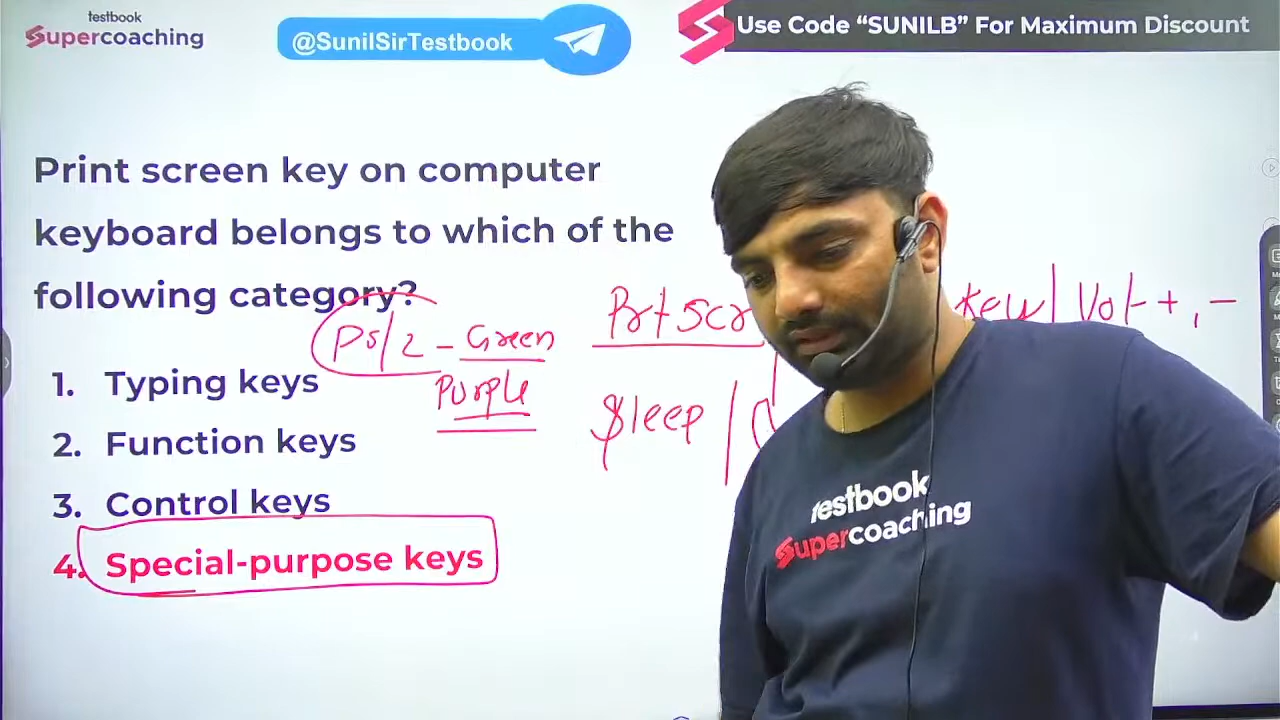 testbook
Supercoaching
@SunilSirTestbook
Use Code “SUNILB” For Maximum Discount
Print screen key on computer
keyboard belongs to which of the
following category?
PS/2 - Green
Purple
Prt Scr
Key | Vol + , -
Sleep |
1. Typing keys
2. Function keys
3. Control keys
4. Special-purpose keys
testbook
Supercoaching